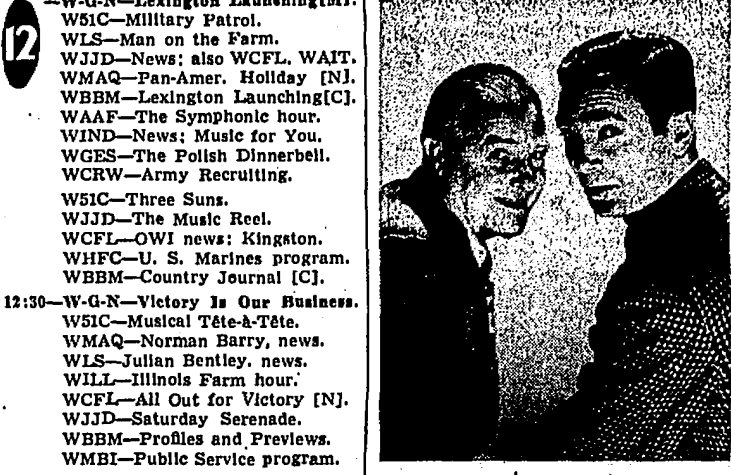 —W-G-N—Lexington Launching[M].
12
W51C—Military Patrol.
WLS—Man on the Farm.
WJJD—News; also WCFL, WAIT.
WMAQ—Pan-Amer. Holiday [N].
WBBM—Lexington Launching[C].
WAAF—The Symphonic hour.
WIND—News; Music for You.
WGES—The Polish Dinnerbell.
WCRW—Army Recruiting.
W51C—Three Suns.
WJJD—The Music Reel.
WCFL—OWI news; Kingston.
WHFC—U. S. Marines program.
WBBM—Country Journal [C].
12:30—W-G-N—Victory Is Our Business.
W51C—Musical Tête-à-Tête.
WMAQ—Norman Barry, news.
WLS—Julian Bentley, news.
WILL—Illinois Farm hour.
WCFL—All Out for Victory [N].
WJJD—Saturday Serenade.
WBBM—Profiles and Previews.
WMBI—Public Service program.